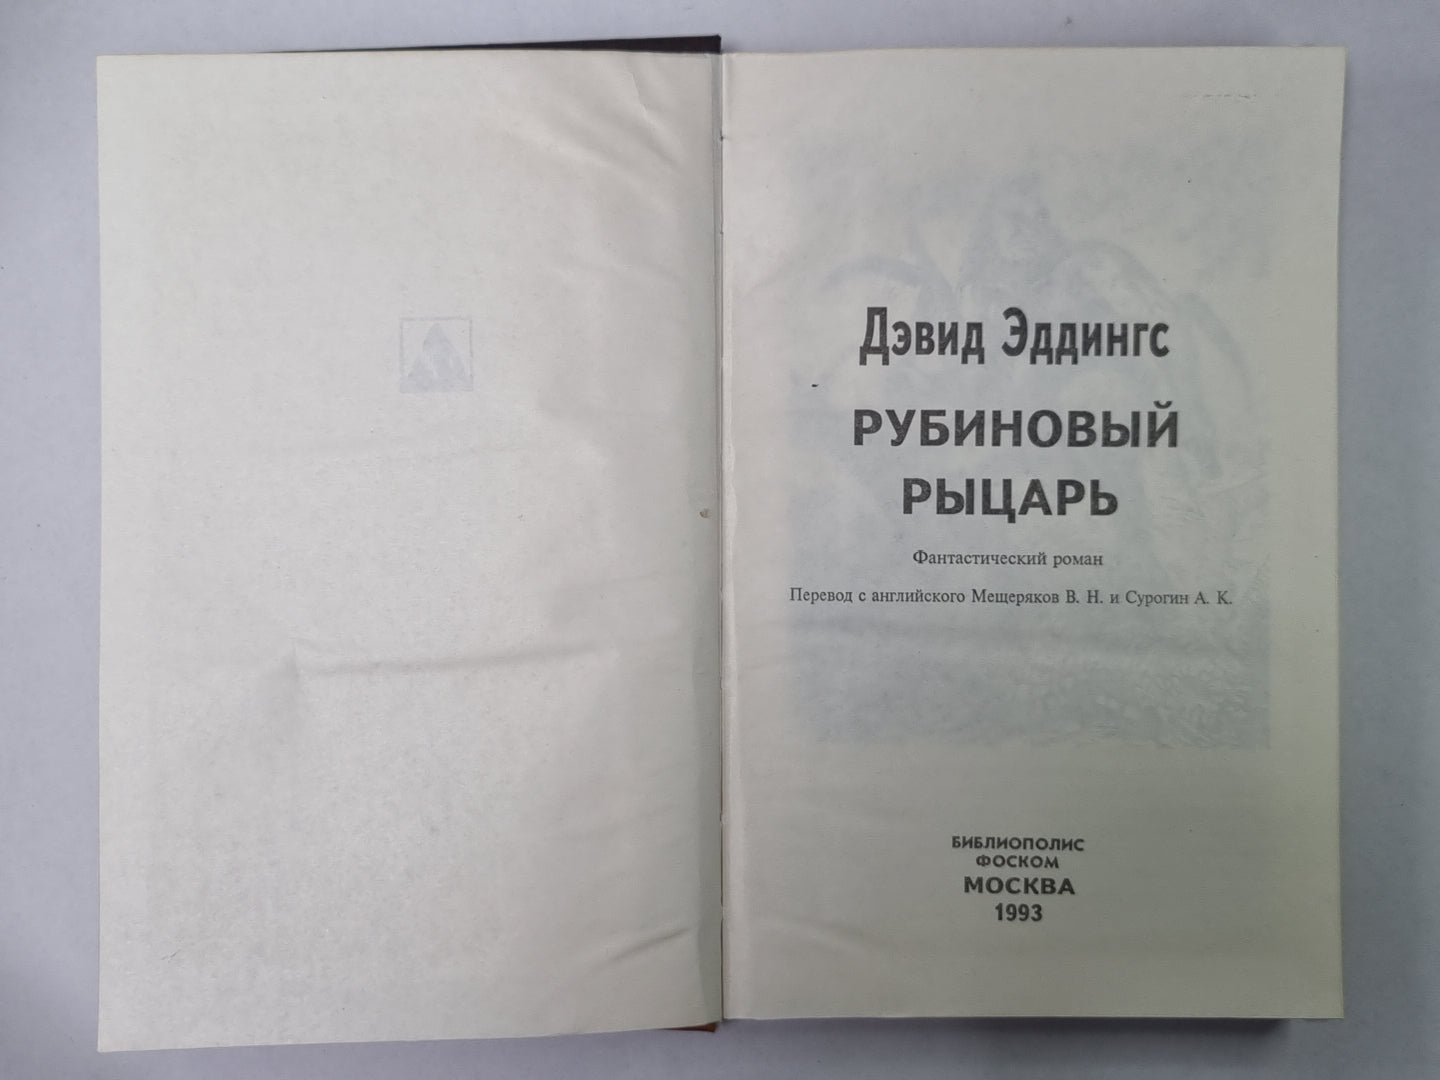 Дэвид Эддингс
РУБИНОВЫЙ
РЫЦАРЬ
Фантастический роман
Перевод с английского Мещеряков В. Н. и Сурогин А. К.
БИБЛИОПОЛИС
ФОСКОМ
МОСКВА
1993